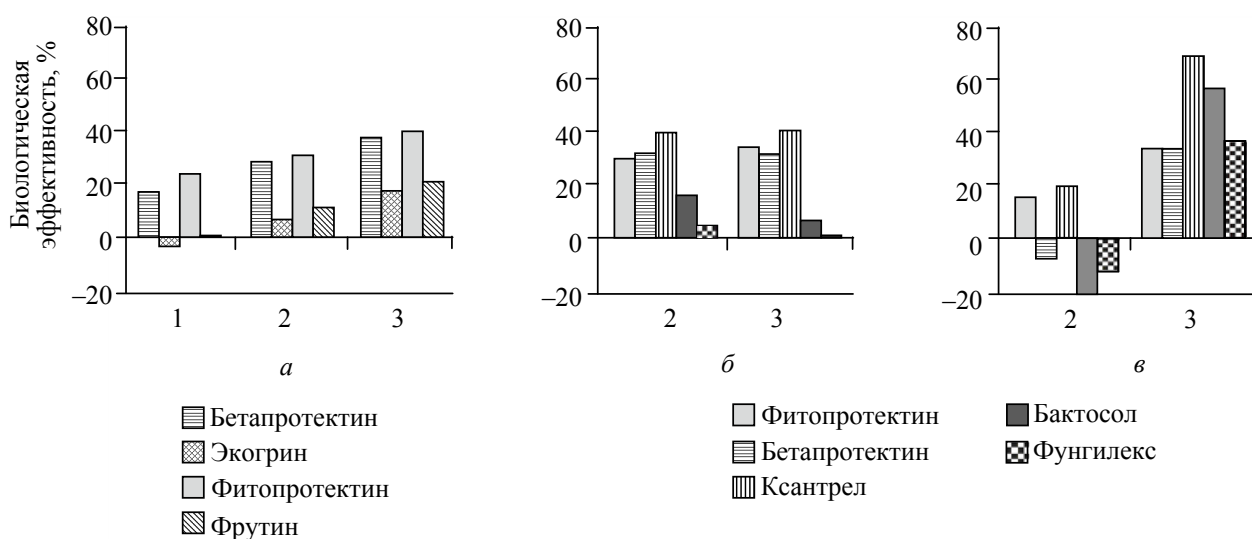 Биологическая
эффективность, %
80
60
40
20
0
–20
1 2 3
а
80
60
40
20
0
–20
2 3
б
80
60
40
20
0
–20
2 3
в
Бетапротектин
Экогрин
Фитопротектин
Фрутин
Фитопротектин
Бетапротектин
Ксантрел
Бактосол
Фунгилекс